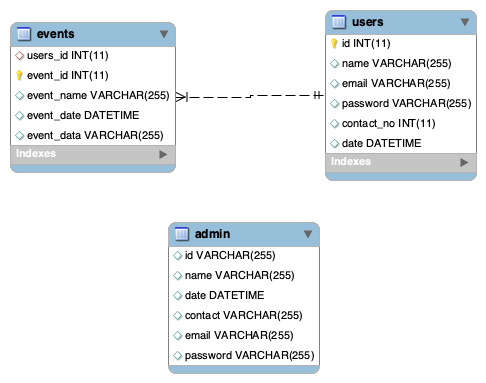 events
users_id INT(11)
event_id INT(11)
event_name VARCHAR(255)
event_date DATETIME
event_data VARCHAR(255)
Indexes
users
id INT(11)
name VARCHAR(255)
email VARCHAR(255)
password VARCHAR(255)
contact_no INT(11)
date DATETIME
Indexes
admin
id VARCHAR(255)
name VARCHAR(255)
date DATETIME
contact VARCHAR(255)
email VARCHAR(255)
password VARCHAR(255)